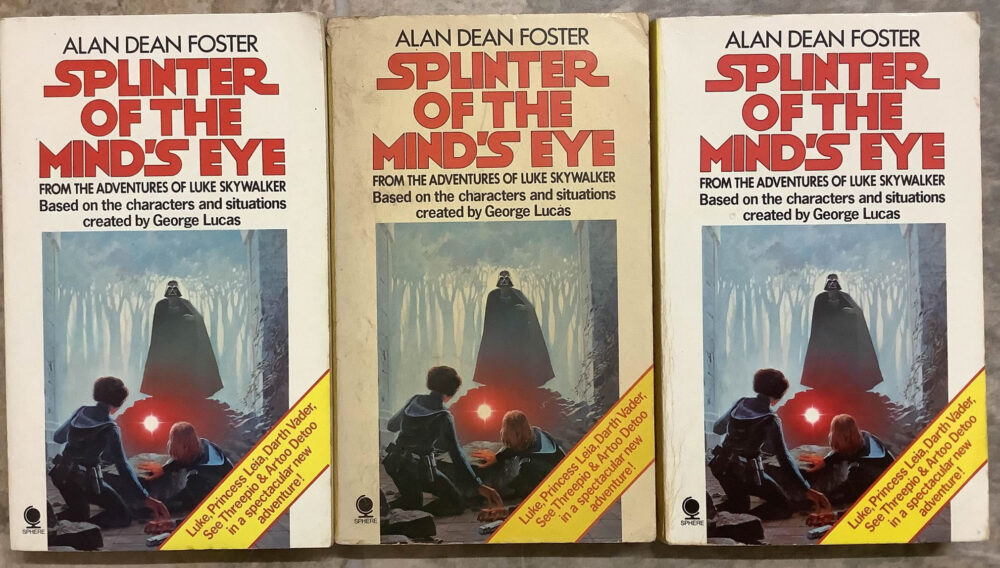 ALAN DEAN FOSTER
SPLINTER
OF THE
MIND'S EYE
FROM THE ADVENTURES OF LUKE SKYWALKER
Based on the characters and situations
created by George Lucas
Luke, Princess Leia, Darth Vader,
See Threepio & Artoo Detoo
in a spectacular new
adventure!
SPHERE
ALAN DEAN FOSTER
SPLINTER
OF THE
MIND'S EYE
FROM THE ADVENTURES OF LUKE SKYWALKER
Based on the characters and situations
created by George Lucas
Luke, Princess Leia, Darth Vader,
See Threepio & Artoo Detoo
in a spectacular new
adventure!
SPHERE
ALAN DEAN FOSTER
SPLINTER
OF THE
MIND'S EYE
FROM THE ADVENTURES OF LUKE SKYWALKER
Based on the characters and situations
created by George Lucas
Luke, Princess Leia, Darth Vader,
See Threepio & Artoo Detoo
in a spectacular new
adventure!
SPHERE